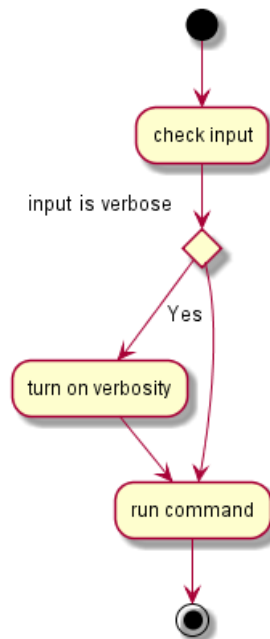 check input
input is verbose
Yes
turn on verbosity
run command